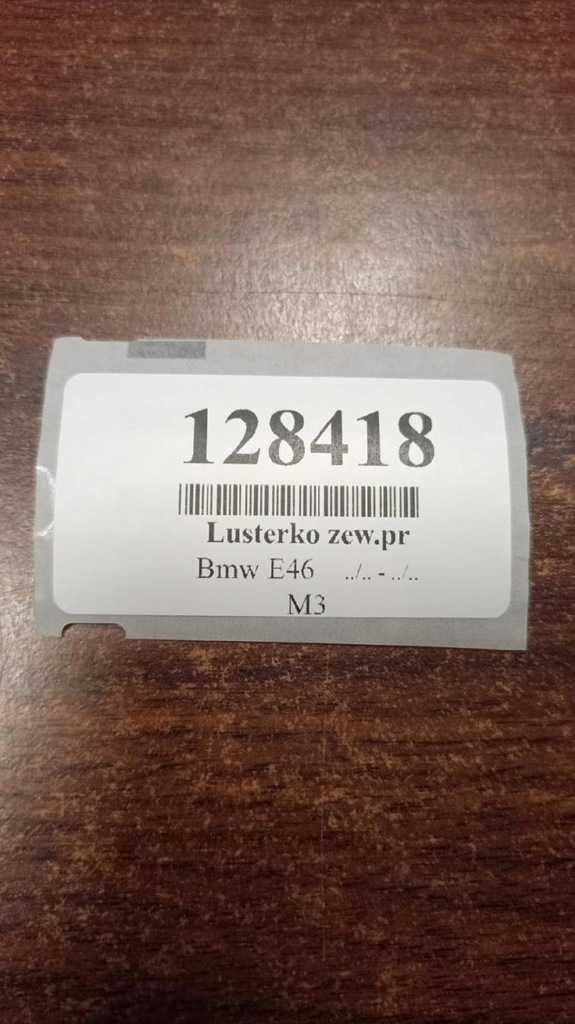 128418
Lusterko zew.pr
Bmw E46 ../.. - ../..
M3